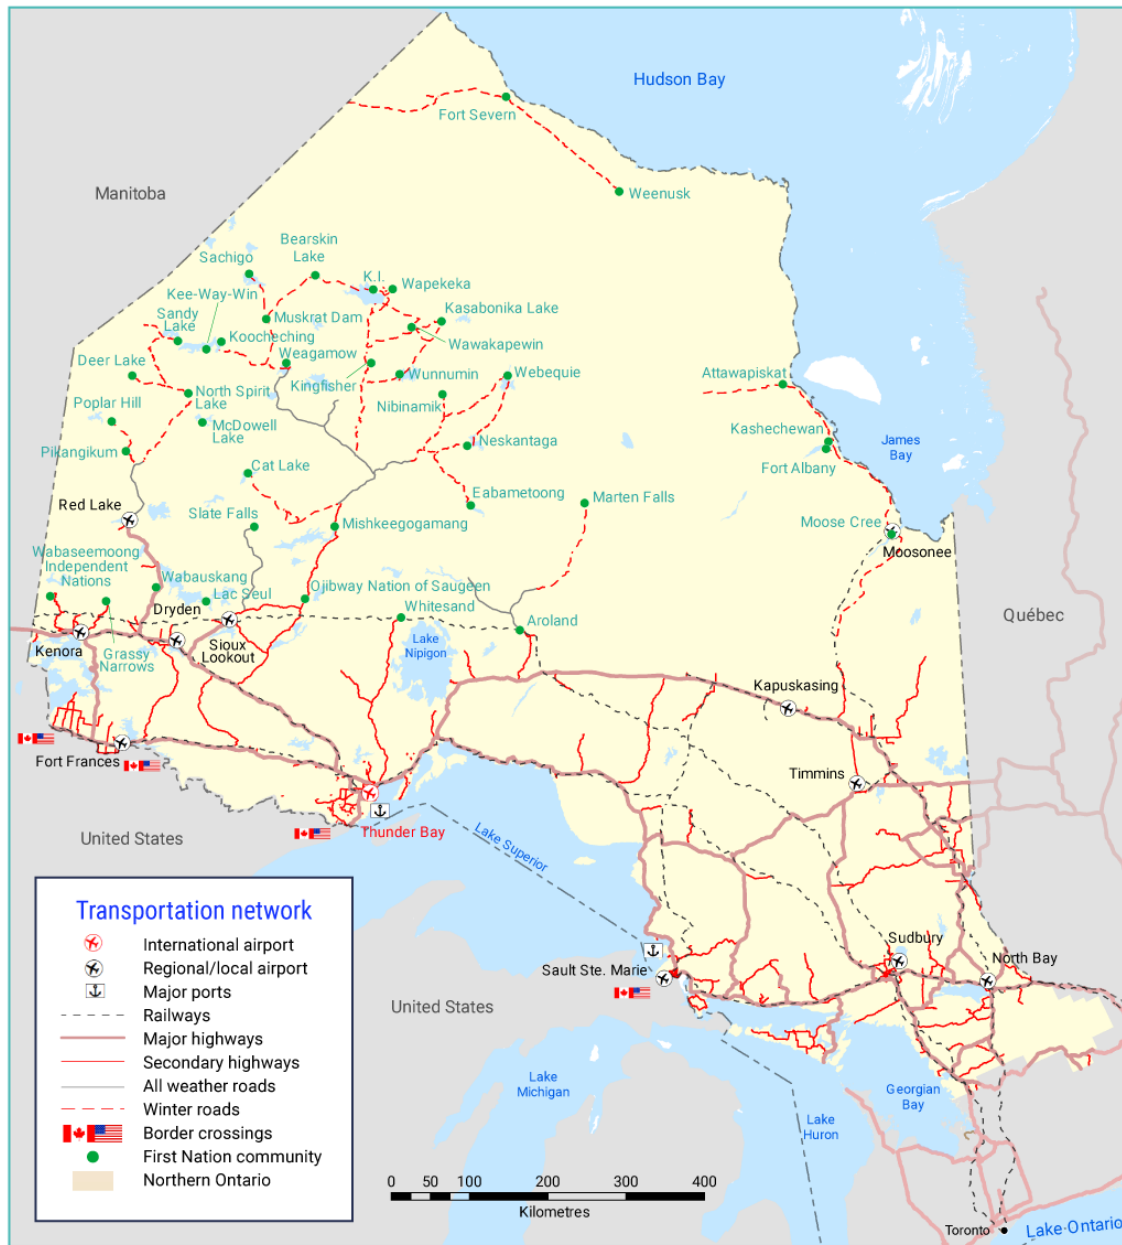 Hudson Bay
Fort Severn
Manitoba
Weenusk
Bearskin
Lake
Sachigo
K.I.
Wapekeka
Kee-Way-Win
Kasabonika Lake
Sandy
Lake
Muskrat Dam
Koocheching
Wawakapewin
Weagamow
Deer Lake
Kingfisher
Wunnumin
Webequie
Attawapiskat
North Spirit
Lake
Nibinamik
Poplar Hill
McDowell
Lake
Kashechewan
James
Bay
Pikangikum
Neskantaga
Cat Lake
Fort Albany
Red Lake
Eabametoong
Marten Falls
Slate Falls
Mishkeegogamang
Moose Cree
Moosonee
Wabaseemoong
Independent
Nations
Wabauskang
Lac Seul
Ojibway Nation of Saugeen
Dryden
Whitesand
Aroland
Québec
Kenora
Grassy
Narrows
Sioux
Lookout
Lake
Nipigon
Kapuskasing
Fort Frances
Timmins
United States
Thunder Bay
Lake Superior
Transportation network
International airport
Regional/local airport
Major ports
Railways
Major highways
Secondary highways
All weather roads
Winter roads
Border crossings
First Nation community
Northern Ontario
Sudbury
North Bay
Sault Ste. Marie
United States
Lake
Michigan
Georgian
Bay
Lake
Huron
0 50 100 200 300 400
Kilometres
Toronto
Lake Ontario